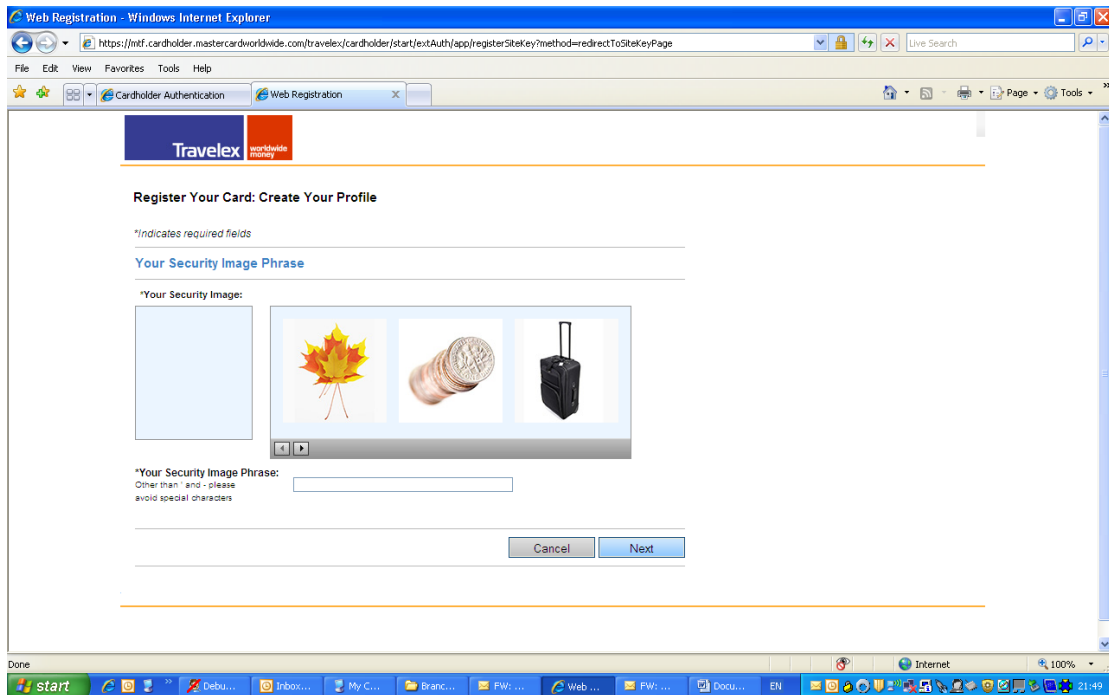 Web Registration - Windows Internet Explorer
https://mtf.cardholder.mastercardworldwide.com/travelex/cardholder/start/extAuth/app/registerSiteKey?method=redirectToSiteKeyPage
Live Search
File Edit View Favorites Tools Help
Cardholder Authentication
Web Registration
Page
Tools
Travelex worldwide money
Register Your Card: Create Your Profile
*Indicates required fields
Your Security Image Phrase
*Your Security Image:
*Your Security Image Phrase:
Other than ' and - please
avoid special characters
Cancel Next
Done
Internet
100%
start
Debu...
Inbox...
My C...
Branc...
FW: ...
Web ...
FW: ...
Docu...
EN
21:49